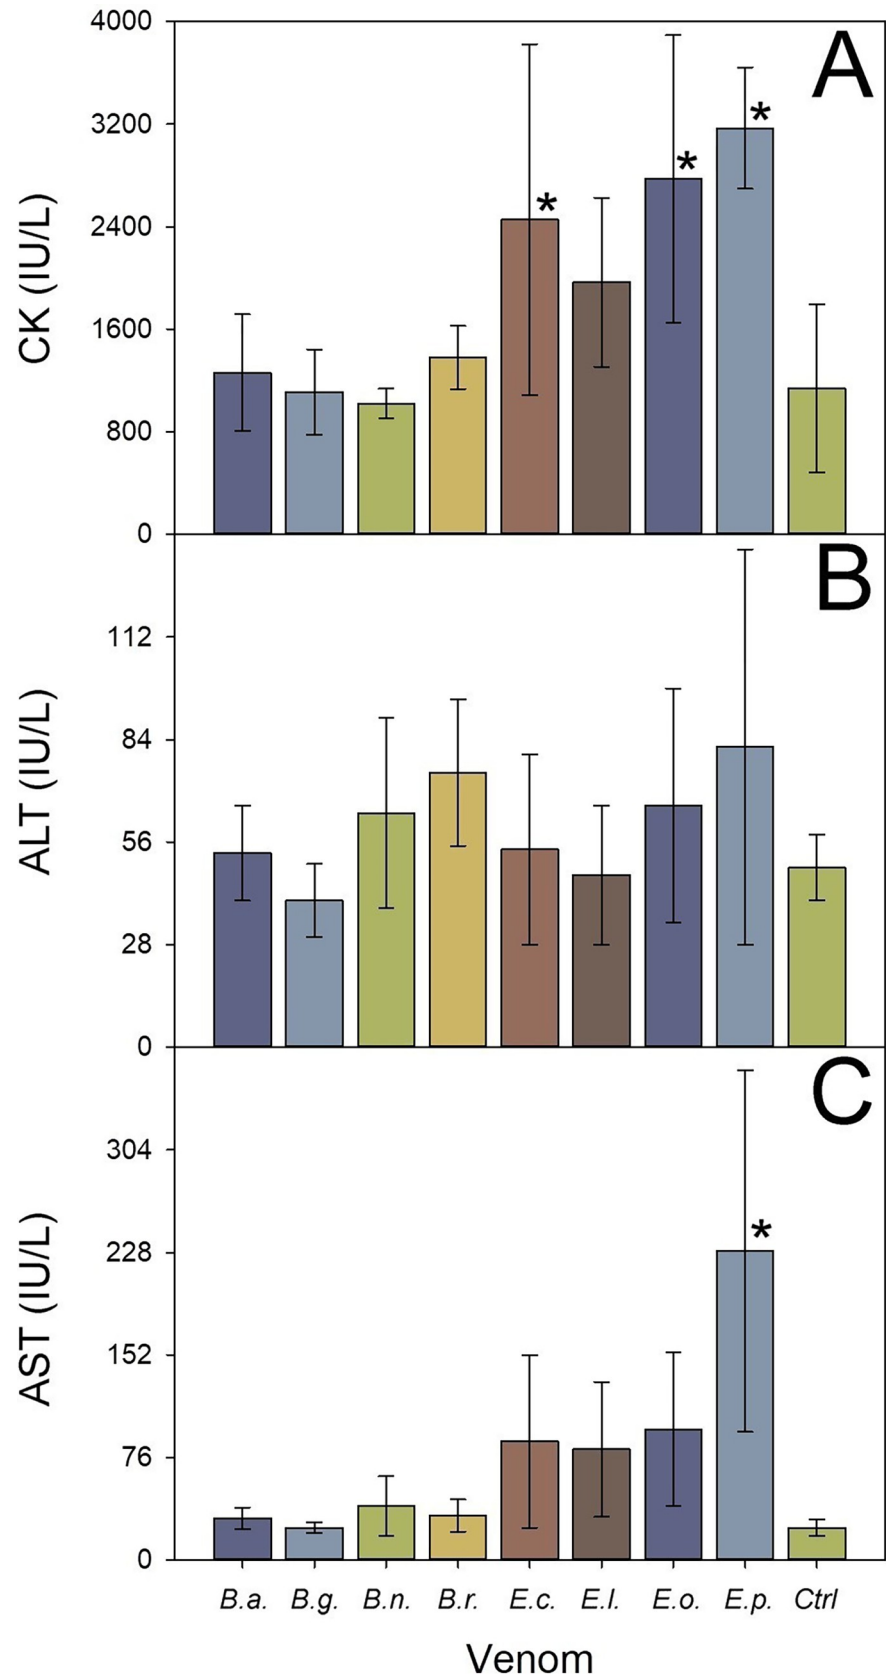 A
4000
3200
2400
1600
800
0
CK (IU/L)
*
*
*
B
112
84
56
28
0
ALT (IU/L)
C
304
228
152
76
0
AST (IU/L)
*
B.a. B.g. B.n. B.r. E.c. E.l. E.o. E.p. Ctrl
Venom